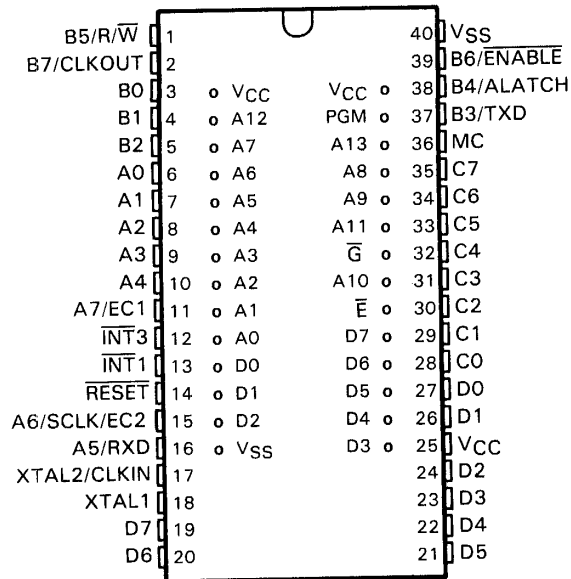 B5/R/W̅ 1 40 VSS
B7/CLKOUT 2 39 B6/E̅N̅A̅B̅L̅E̅
B0 3 o VCC VCC o 38 B4/ALATCH
B1 4 o A12 PGM o 37 B3/TXD
B2 5 o A7 A13 o 36 MC
A0 6 o A6 A8 o 35 C7
A1 7 o A5 A9 o 34 C6
A2 8 o A4 A11 o 33 C5
A3 9 o A3 G̅ o 32 C4
A4 10 o A2 A10 o 31 C3
A7/EC1 11 o A1 E̅ o 30 C2
I̅N̅T̅3 12 o A0 D7 o 29 C1
I̅N̅T̅1 13 o D0 D6 o 28 C0
R̅E̅S̅E̅T̅ 14 o D1 D5 o 27 D0
A6/SCLK/EC2 15 o D2 D4 o 26 D1
A5/RXD 16 o VSS D3 o 25 VCC
XTAL2/CLKIN 17 24 D2
XTAL1 18 23 D3
D7 19 22 D4
D6 20 21 D5